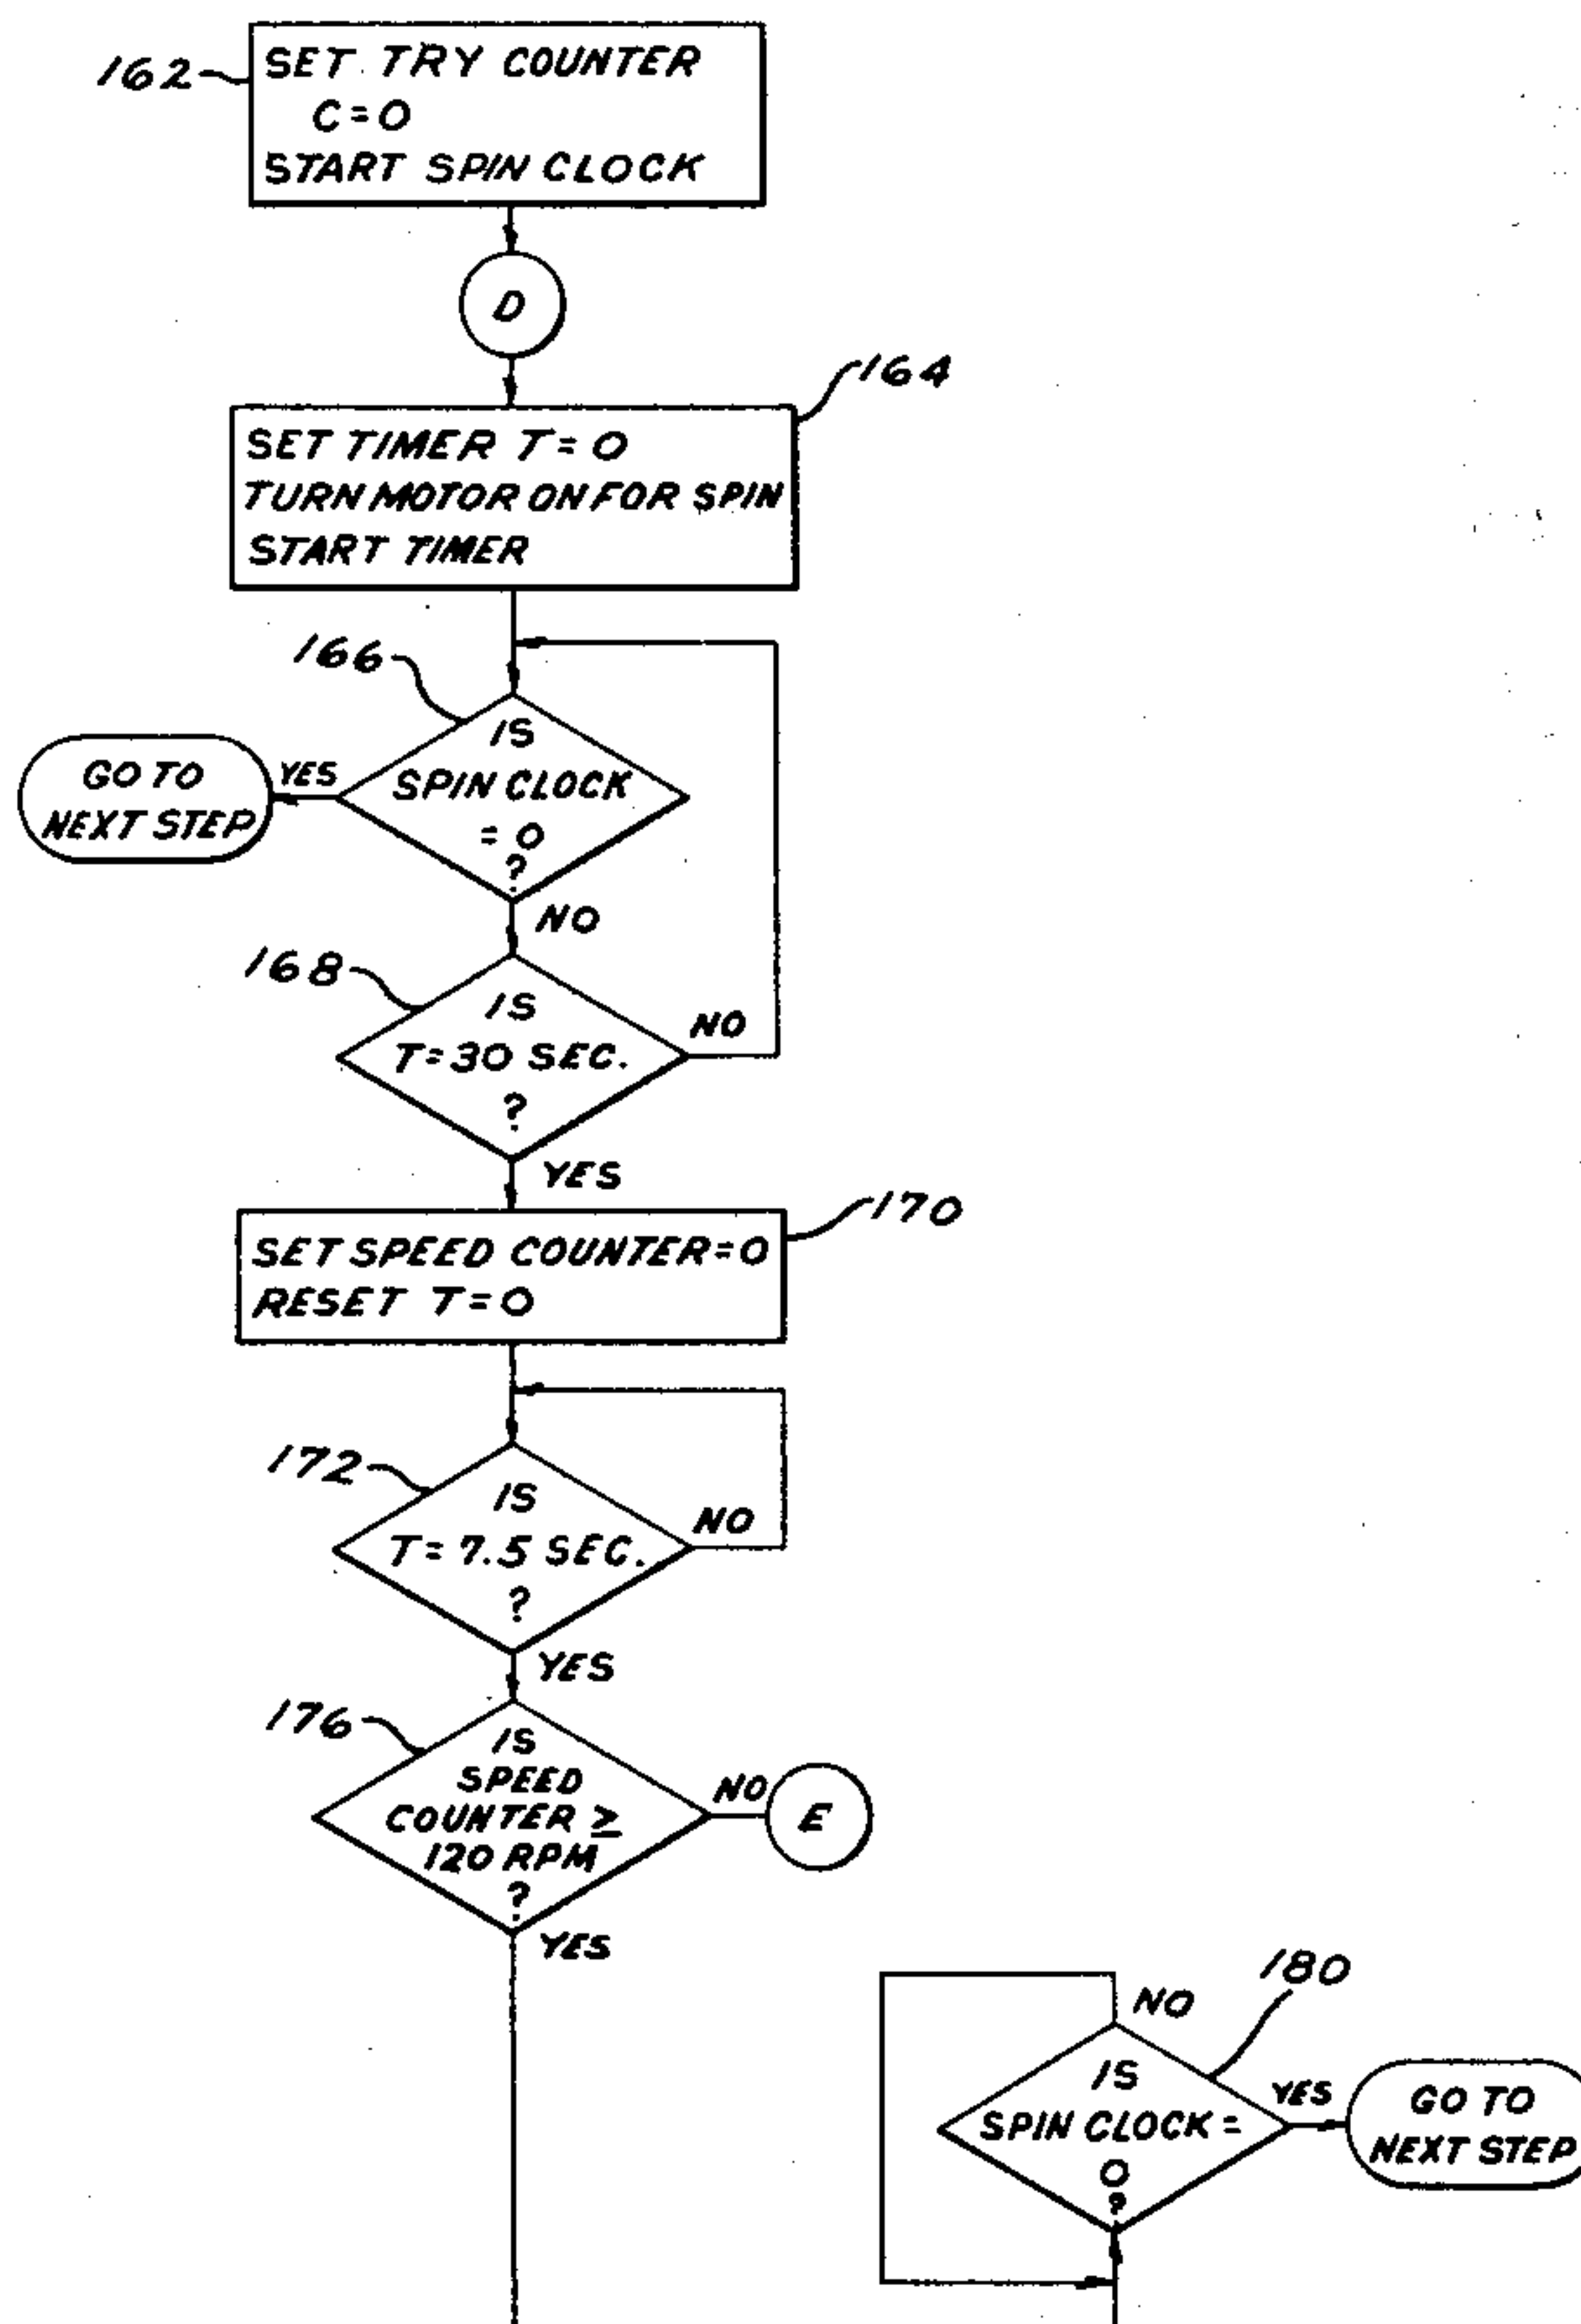 162
SET TRY COUNTER
C=0
START SPIN CLOCK
D
164
SET TIMER T=0
TURN MOTOR ON FOR SPIN
START TIMER
166
IS
SPIN CLOCK
= 0
?
YES
GO TO
NEXT STEP
NO
168
IS
T=30 SEC.
?
NO
YES
170
SET SPEED COUNTER=0
RESET T=0
172
IS
T=7.5 SEC.
?
NO
YES
176
IS
SPEED
COUNTER ≥
120 RPM
?
NO
E
YES
180
NO
IS
SPIN CLOCK =
0
?
YES
GO TO
NEXT STEP